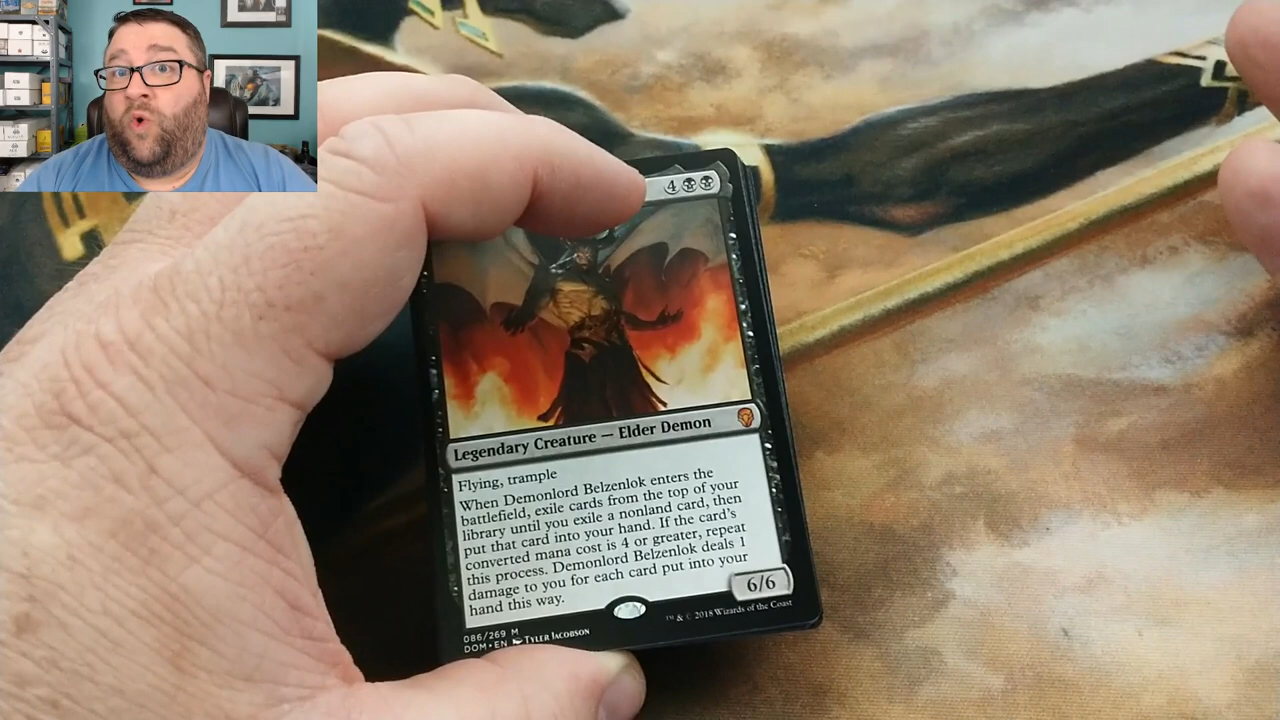 4
Legendary Creature — Elder Demon
Flying, trample
When Demonlord Belzenlok enters the
battlefield, exile cards from the top of your
library until you exile a nonland card, then
put that card into your hand. If the card's
converted mana cost is 4 or greater, repeat
this process. Demonlord Belzenlok deals 1
damage to you for each card put into your
hand this way.
6/6
086/269 M
DOM • EN Tyler Jacobson
™ & © 2018 Wizards of the Coast